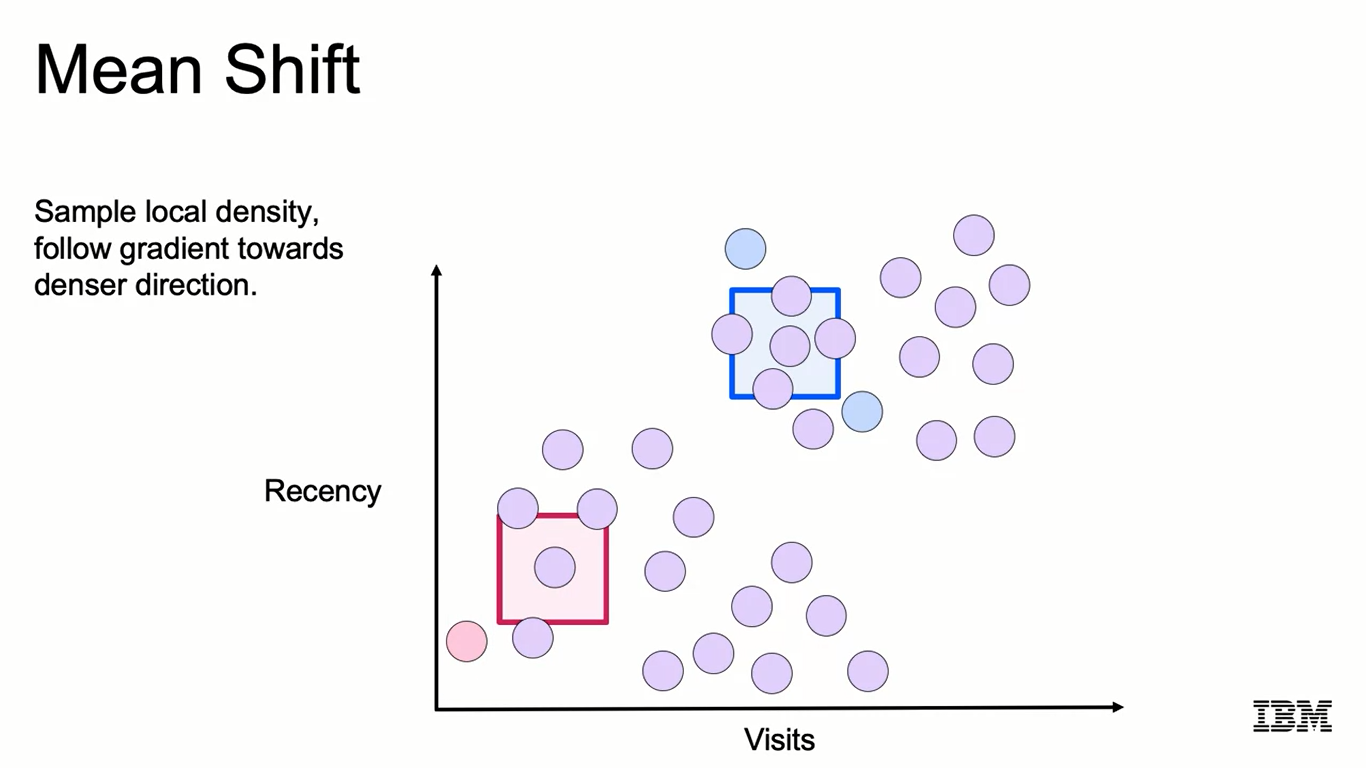 Mean Shift
Sample local density,
follow gradient towards
denser direction.
Recency
Visits
IBM